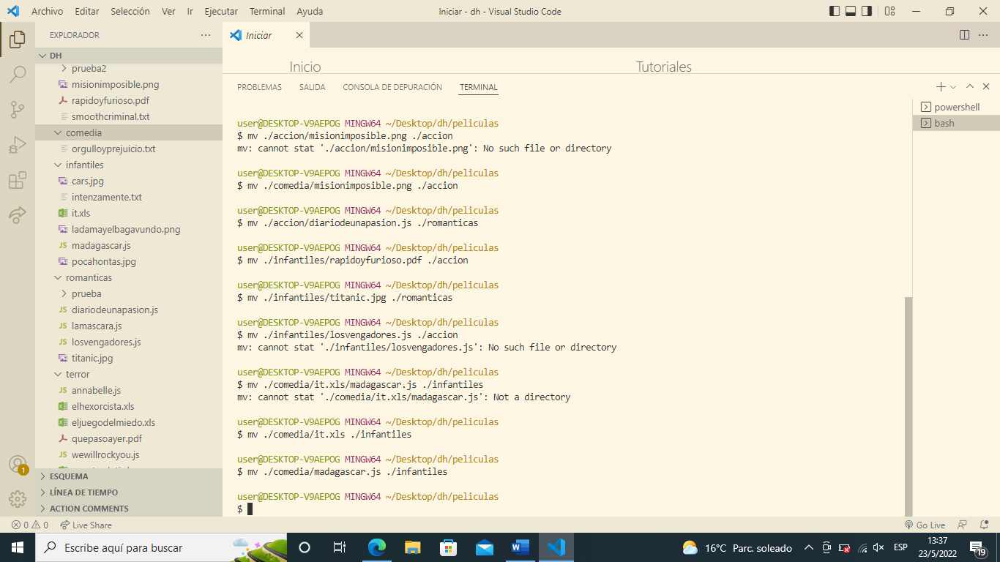 Archivo Editar Selección Ver Ir Ejecutar Terminal Ayuda
Iniciar - dh - Visual Studio Code
EXPLORADOR
DH
prueba2
misionimposible.png
rapidoyfurioso.pdf
smoothcriminal.txt
comedia
orgulloyprejuicio.txt
infantiles
cars.jpg
intenzamente.txt
it.xls
ladamayelbagavundo.png
JS madagascar.js
pocahontas.jpg
romanticas
prueba
JS diariodeunapasion.js
JS lamascara.js
JS losvengadores.js
titanic.jpg
terror
JS annabelle.js
elhexorcista.xls
eljuegodelmiedo.xls
quepasoayer.pdf
JS wewillrockyou.js
ESQUEMA
LÍNEA DE TIEMPO
ACTION COMMENTS
1
Iniciar
Inicio
Tutoriales
PROBLEMAS SALIDA CONSOLA DE DEPURACIÓN TERMINAL
user@DESKTOP-V9AEPOG MINGW64 ~/Desktop/dh/peliculas
$ mv ./accion/misionimposible.png ./accion
mv: cannot stat './accion/misionimposible.png': No such file or directory
user@DESKTOP-V9AEPOG MINGW64 ~/Desktop/dh/peliculas
$ mv ./comedia/misionimposible.png ./accion
user@DESKTOP-V9AEPOG MINGW64 ~/Desktop/dh/peliculas
$ mv ./accion/diariodeunapasion.js ./romanticas
user@DESKTOP-V9AEPOG MINGW64 ~/Desktop/dh/peliculas
$ mv ./infantiles/rapidoyfurioso.pdf ./accion
user@DESKTOP-V9AEPOG MINGW64 ~/Desktop/dh/peliculas
$ mv ./infantiles/titanic.jpg ./romanticas
user@DESKTOP-V9AEPOG MINGW64 ~/Desktop/dh/peliculas
$ mv ./infantiles/losvengadores.js ./accion
mv: cannot stat './infantiles/losvengadores.js': No such file or directory
user@DESKTOP-V9AEPOG MINGW64 ~/Desktop/dh/peliculas
$ mv ./comedia/it.xls/madagascar.js ./infantiles
mv: cannot stat './comedia/it.xls/madagascar.js': Not a directory
user@DESKTOP-V9AEPOG MINGW64 ~/Desktop/dh/peliculas
$ mv ./comedia/it.xls ./infantiles
user@DESKTOP-V9AEPOG MINGW64 ~/Desktop/dh/peliculas
$ mv ./comedia/madagascar.js ./infantiles
user@DESKTOP-V9AEPOG MINGW64 ~/Desktop/dh/peliculas
$
powershell
bash
0 0 Live Share
Go Live
Escribe aquí para buscar
16°C Parc. soleado
ESP
13:37
23/5/2022
19